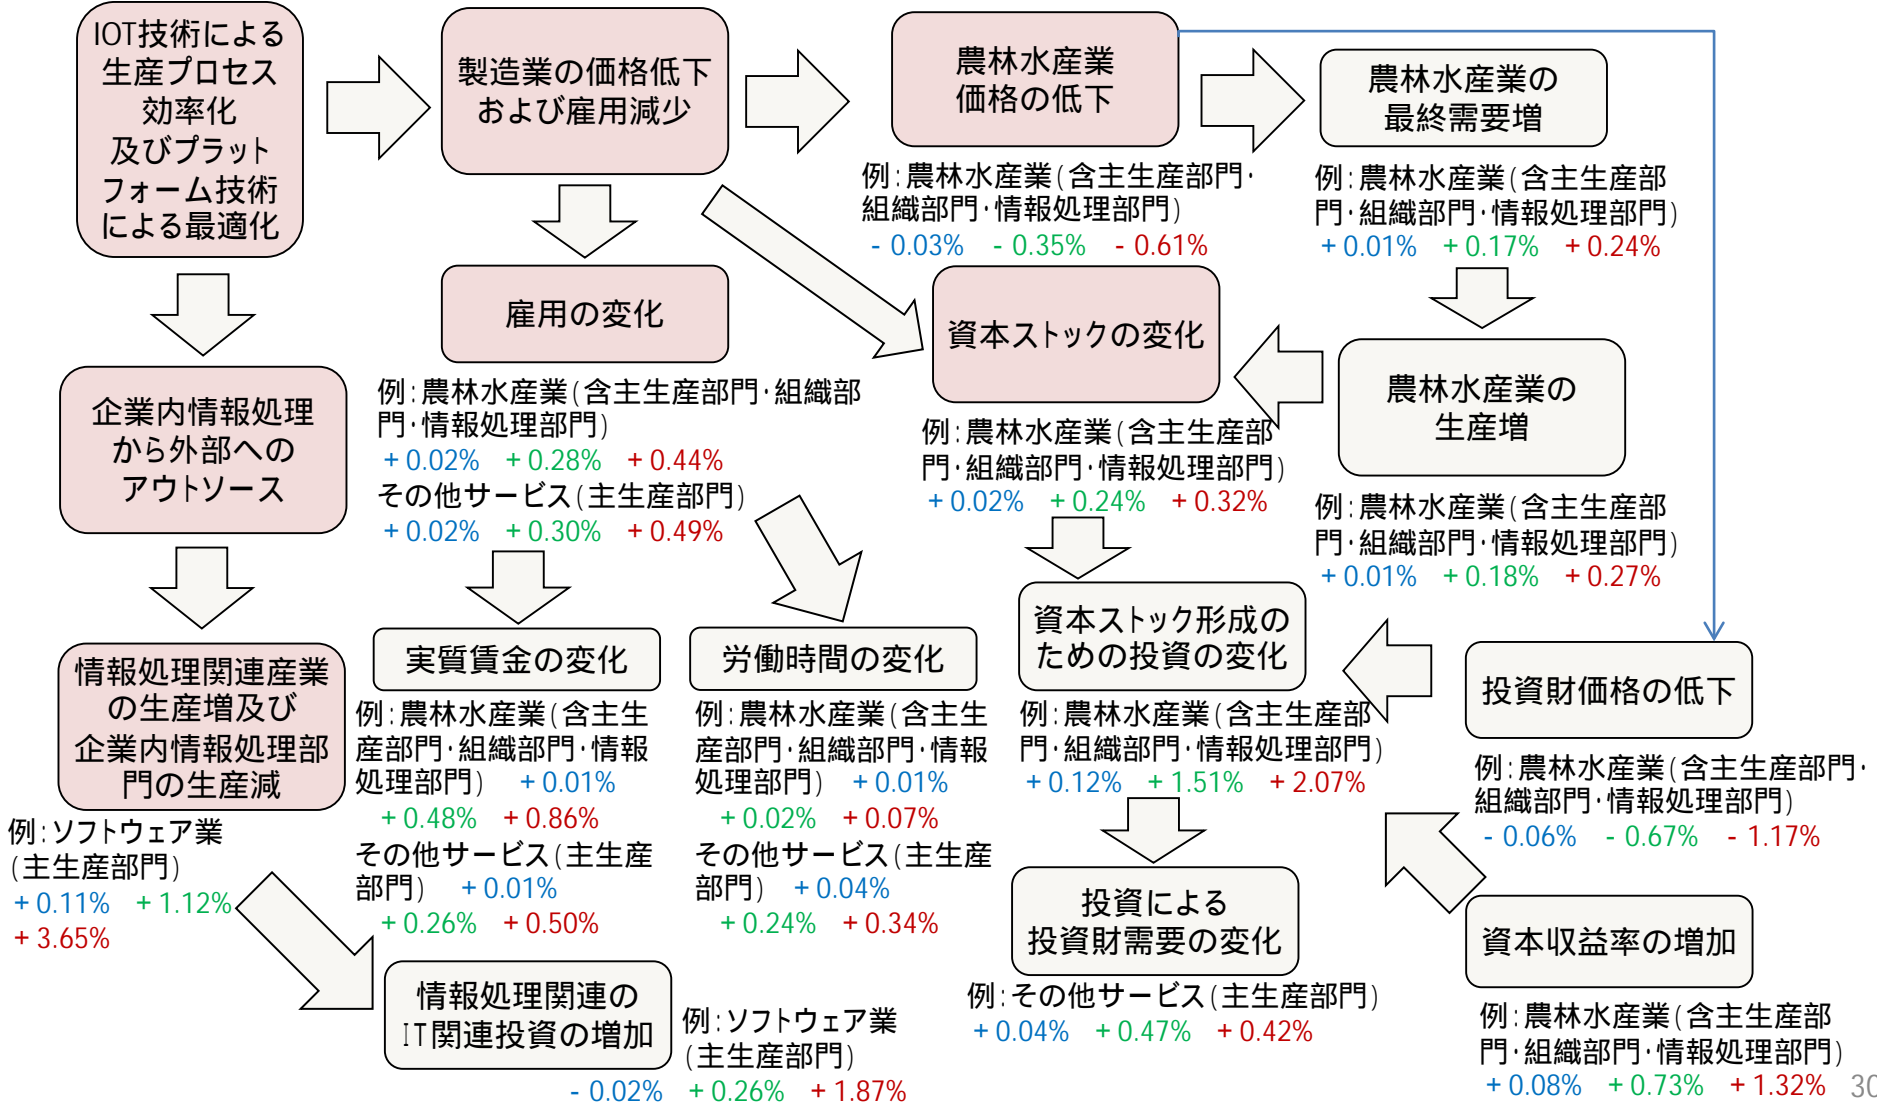 IOT技術による
生産プロセス
効率化
及びプラット
フォーム技術
による最適化
製造業の価格低下
および雇用減少
農林水産業
価格の低下
例:農林水産業(含主生産部門・
組織部門・情報処理部門)
- 0.03% - 0.35% - 0.61%
農林水産業の
最終需要増
例:農林水産業(含主生産部
門・組織部門・情報処理部門)
+ 0.01% + 0.17% + 0.24%
雇用の変化
例:農林水産業(含主生産部門・組織部
門・情報処理部門)
+ 0.02% + 0.28% + 0.44%
その他サービス(主生産部門)
+ 0.02% + 0.30% + 0.49%
資本ストックの変化
例:農林水産業(含主生産部
門・組織部門・情報処理部門)
+ 0.02% + 0.24% + 0.32%
農林水産業の
生産増
例:農林水産業(含主生産部
門・組織部門・情報処理部門)
+ 0.01% + 0.18% + 0.27%
企業内情報処理
から外部への
アウトソース
情報処理関連産業
の生産増及び
企業内情報処理部
門の生産減
例:ソフトウェア業
(主生産部門)
+ 0.11% + 1.12%
+ 3.65%
実質賃金の変化
例:農林水産業(含主生
産部門・組織部門・情報
処理部門) + 0.01%
+ 0.48% + 0.86%
その他サービス(主生産
部門) + 0.01%
+ 0.26% + 0.50%
労働時間の変化
例:農林水産業(含主生
産部門・組織部門・情報
処理部門) + 0.01%
+ 0.02% + 0.07%
その他サービス(主生産
部門) + 0.04%
+ 0.24% + 0.34%
資本ストック形成の
ための投資の変化
例:農林水産業(含主生産部
門・組織部門・情報処理部門)
+ 0.12% + 1.51% + 2.07%
投資財価格の低下
例:農林水産業(含主生産部門・
組織部門・情報処理部門)
- 0.06% - 0.67% - 1.17%
情報処理関連の
IT関連投資の増加
例:ソフトウェア業
(主生産部門)
- 0.02% + 0.26% + 1.87%
投資による
投資財需要の変化
例:その他サービス(主生産部門)
+ 0.04% + 0.47% + 0.42%
資本収益率の増加
例:農林水産業(含主生産部
門・組織部門・情報処理部門)
+ 0.08% + 0.73% + 1.32%
30